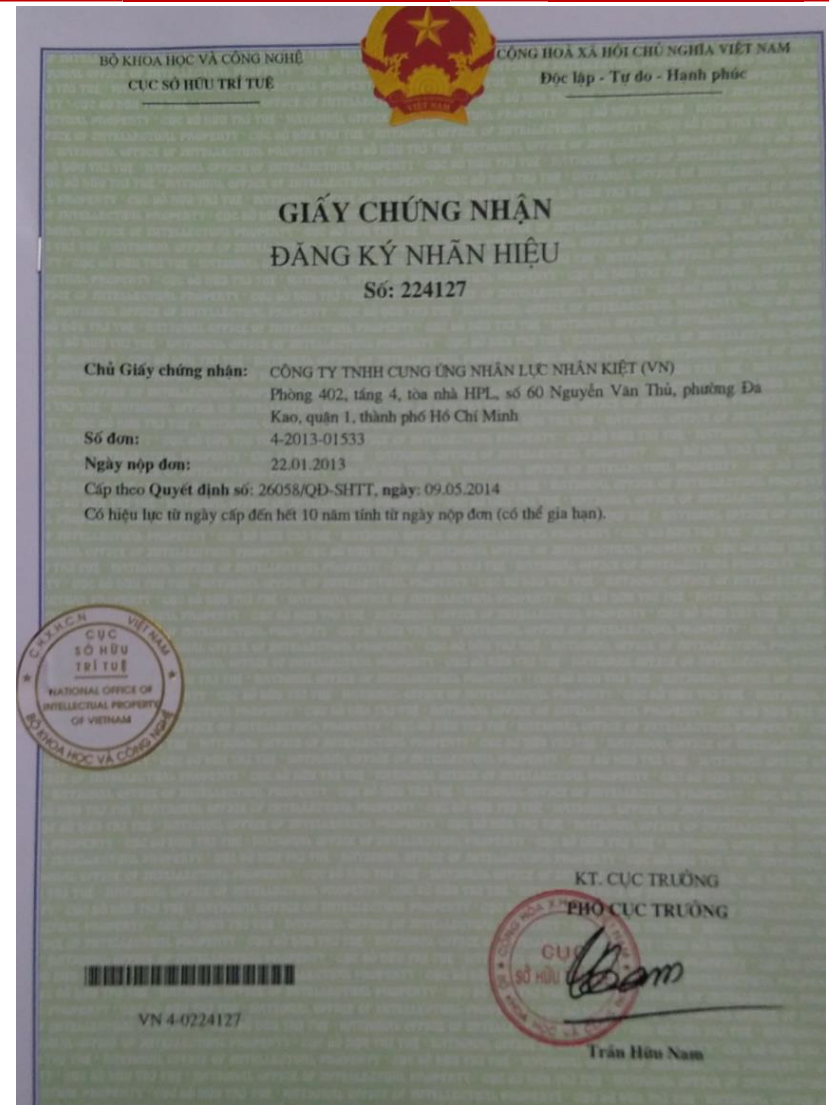 BỘ KHOA HỌC VÀ CÔNG NGHỆ
CỤC SỞ HỮU TRÍ TUỆ
CỘNG HOÀ XÃ HỘI CHỦ NGHĨA VIỆT NAM
Độc lập - Tự do - Hạnh phúc
VIỆT NAM
GIẤY CHỨNG NHẬN
ĐĂNG KÝ NHÃN HIỆU
Số: 224127
Chủ Giấy chứng nhận: CÔNG TY TNHH CUNG ỨNG NHÂN LỰC NHÂN KIỆT (VN)
Phòng 402, tầng 4, tòa nhà HPL, số 60 Nguyễn Văn Thủ, phường Đa
Kao, quận 1, thành phố Hồ Chí Minh
Số đơn: 4-2013-01533
Ngày nộp đơn: 22.01.2013
Cấp theo Quyết định số: 26058/QĐ-SHTT, ngày: 09.05.2014
Có hiệu lực từ ngày cấp đến hết 10 năm tính từ ngày nộp đơn (có thể gia hạn).
C.H.X.H.C.N VIỆT NAM
CỤC
SỞ HỮU
TRÍ TUỆ
NATIONAL OFFICE OF
INTELLECTUAL PROPERTY
OF VIETNAM
BỘ KHOA HỌC VÀ CÔNG NGHỆ
KT. CỤC TRƯỞNG
PHÓ CỤC TRƯỞNG
CỤC
SỞ HỮU
Trần Hữu Nam
VN 4-0224127